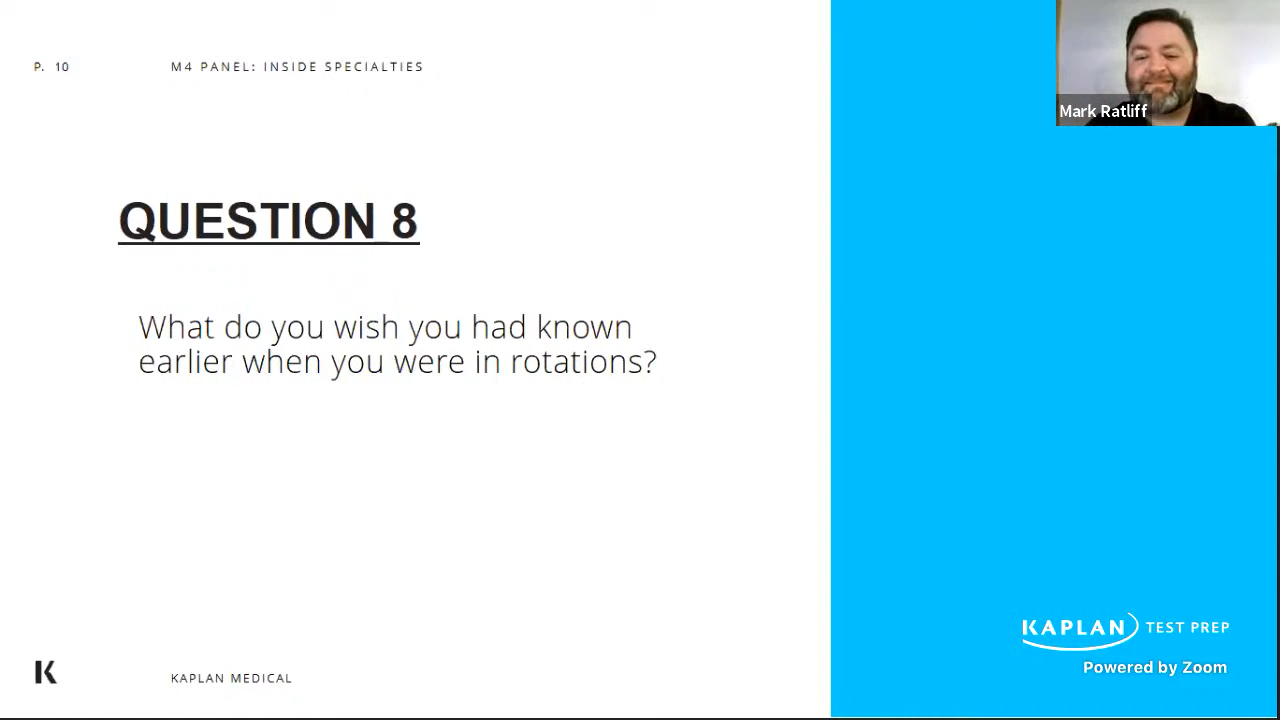 P. 10
M4 PANEL: INSIDE SPECIALTIES
Mark Ratliff
QUESTION 8
What do you wish you had known
earlier when you were in rotations?
KAPLAN TEST PREP
Powered by Zoom
K
KAPLAN MEDICAL